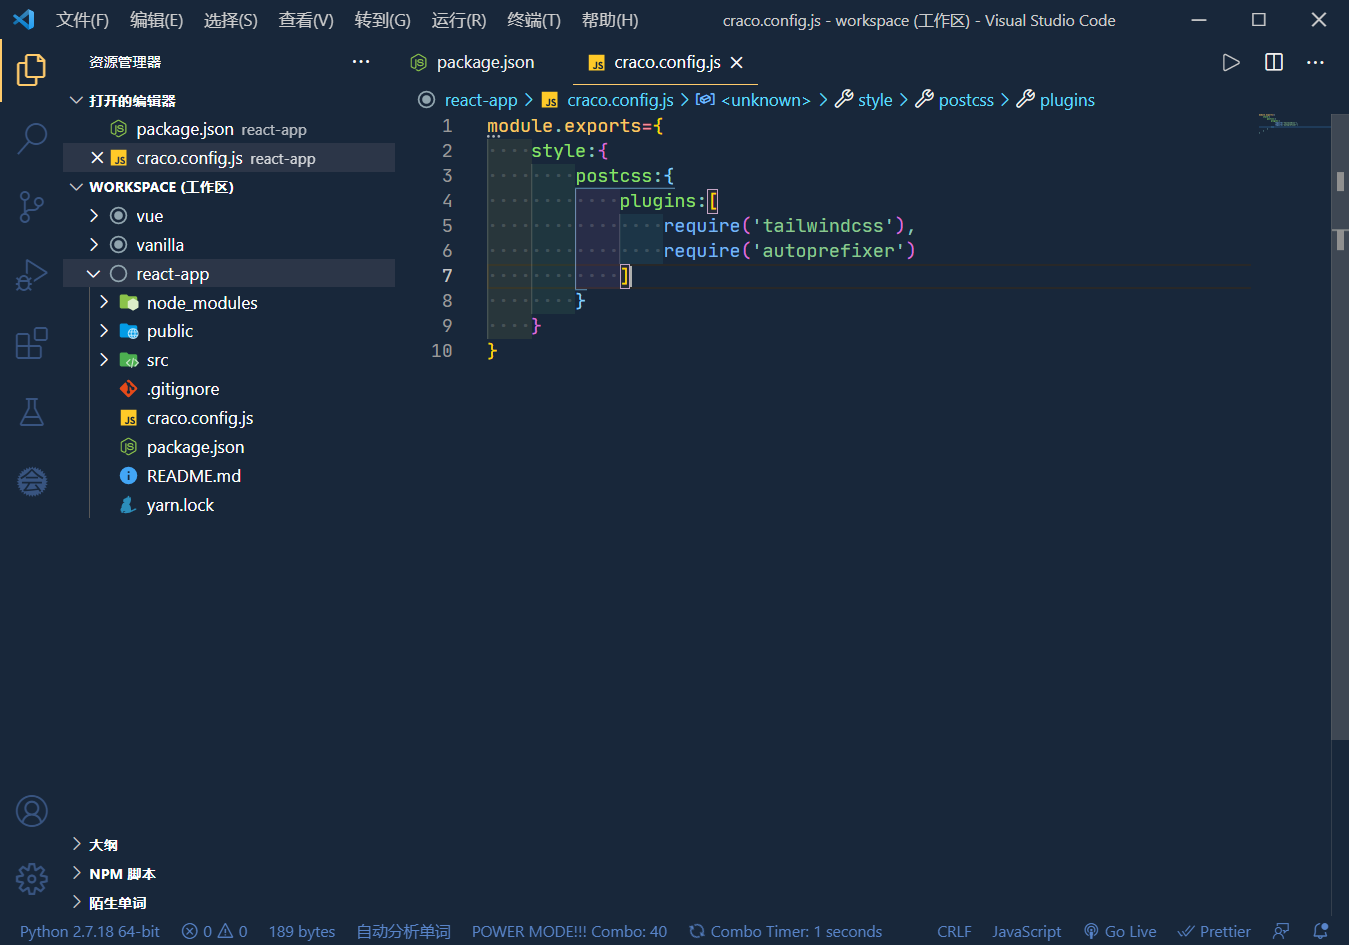 文件(F) 编辑(E) 选择(S) 查看(V) 转到(G) 运行(R) 终端(T) 帮助(H) craco.config.js - workspace (工作区) - Visual Studio Code
资源管理器
打开的编辑器
package.json react-app
craco.config.js react-app
WORKSPACE (工作区)
vue
vanilla
react-app
node_modules
public
src
.gitignore
craco.config.js
package.json
README.md
yarn.lock
大纲
NPM 脚本
陌生单词
package.json craco.config.js
react-app > craco.config.js > <unknown> > style > postcss > plugins
1 module.exports={
2 style:{
3 postcss:{
4 plugins:[
5 require('tailwindcss'),
6 require('autoprefixer')
7 ]
8 }
9 }
10 }
Python 2.7.18 64-bit 0 0 189 bytes 自动分析单词 POWER MODE!!! Combo: 40 Combo Timer: 1 seconds CRLF JavaScript Go Live Prettier